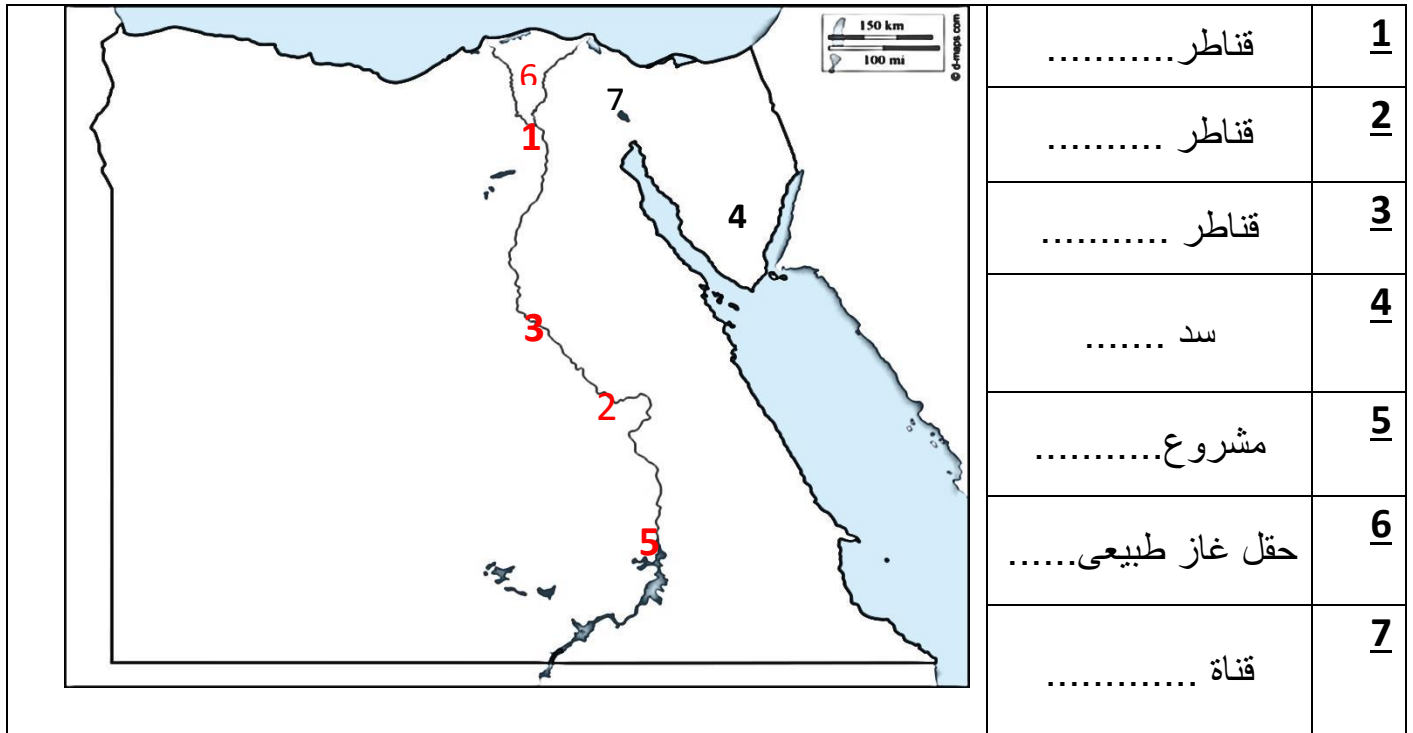 150 km
100 mi
© d-maps.com
6
7
1
4
3
2
5
1 قناطر...........
2 قناطر ..........
3 قناطر ...........
4 سد .......
5 مشروع...........
6 حقل غاز طبيعى......
7 قناة .............